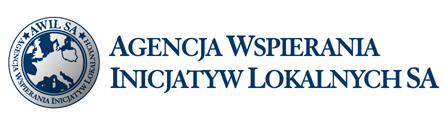 AWIL SA
AGENCJA WSPIERANIA INICJATYW LOKALNYCH
AGENCJA WSPIERANIA
INICJATYW LOKALNYCH SA